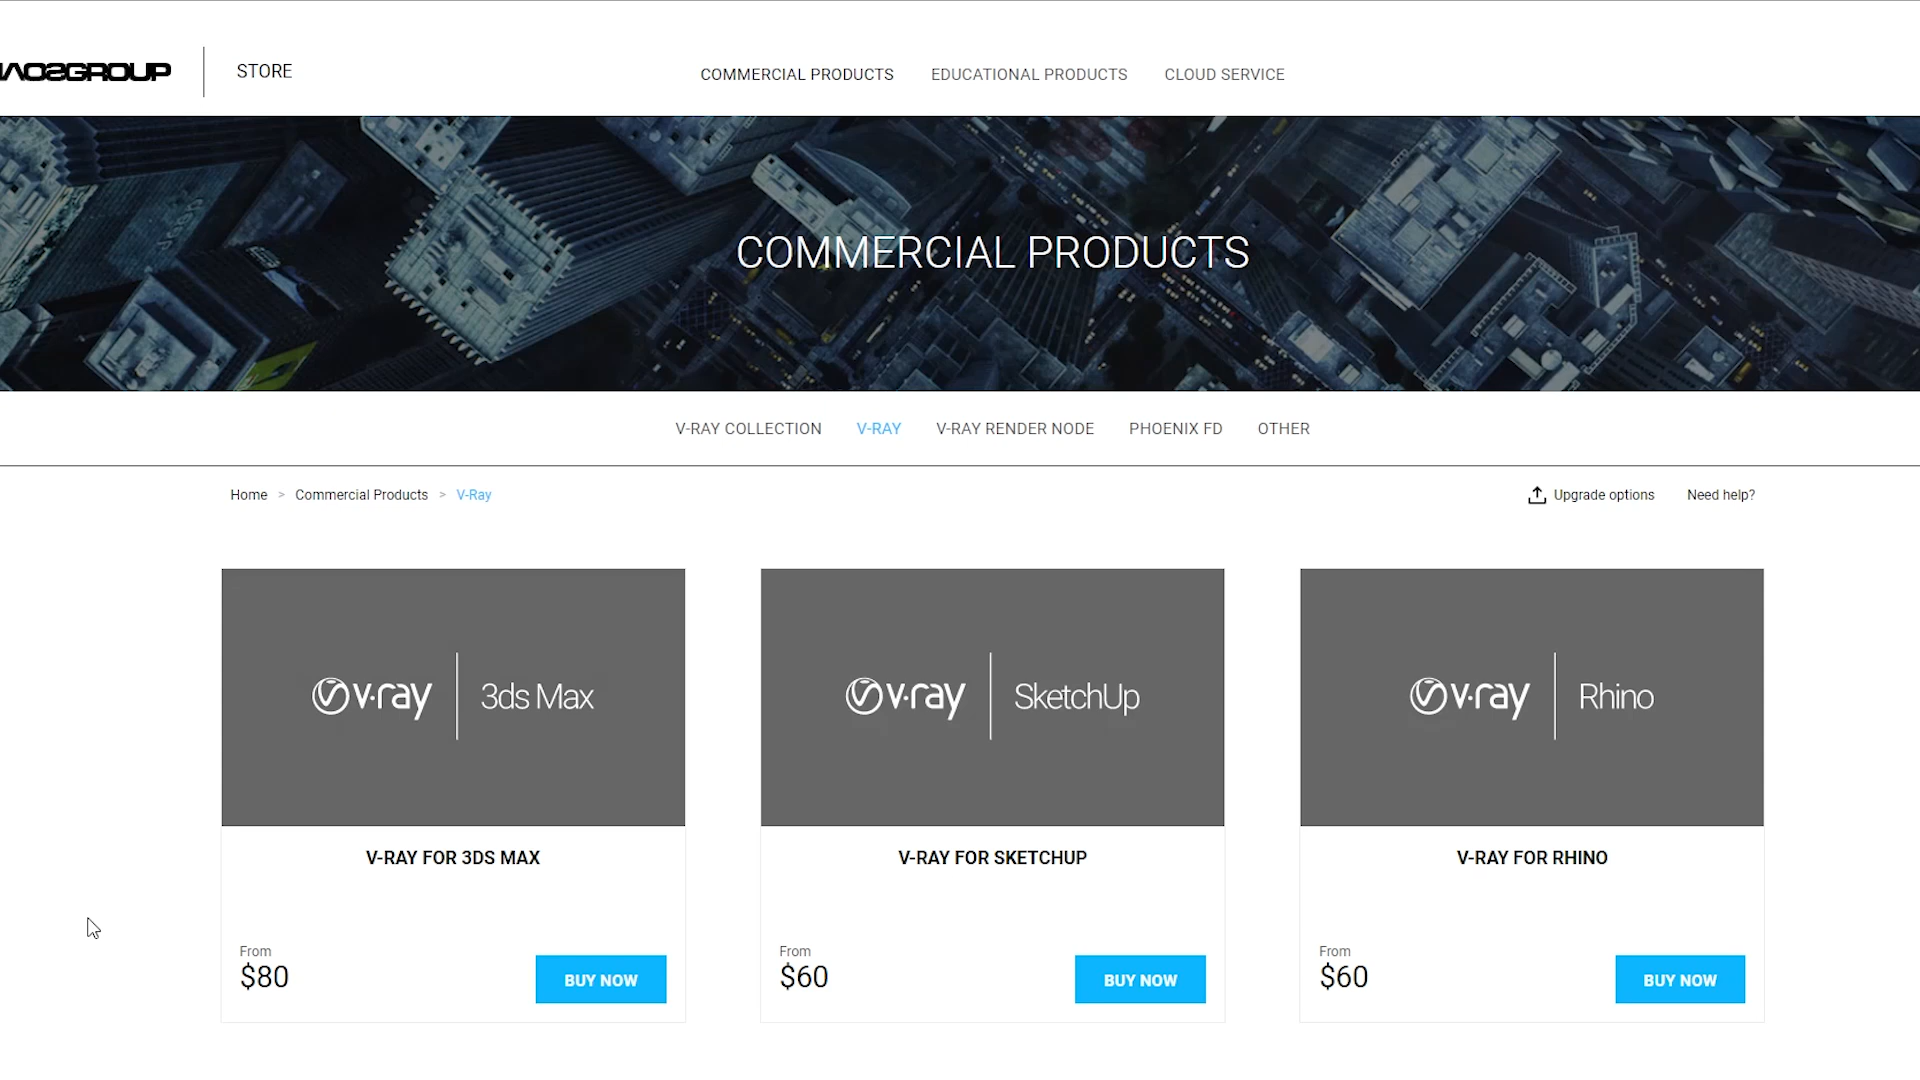 STORE
COMMERCIAL PRODUCTS EDUCATIONAL PRODUCTS CLOUD SERVICE
COMMERCIAL PRODUCTS
V-RAY COLLECTION V-RAY V-RAY RENDER NODE PHOENIX FD OTHER
Home > Commercial Products > V-Ray
Upgrade options Need help?
v·ray | 3ds Max
v·ray | SketchUp
v·ray | Rhino
V-RAY FOR 3DS MAX
V-RAY FOR SKETCHUP
V-RAY FOR RHINO
From
$80
BUY NOW
From
$60
BUY NOW
From
$60
BUY NOW